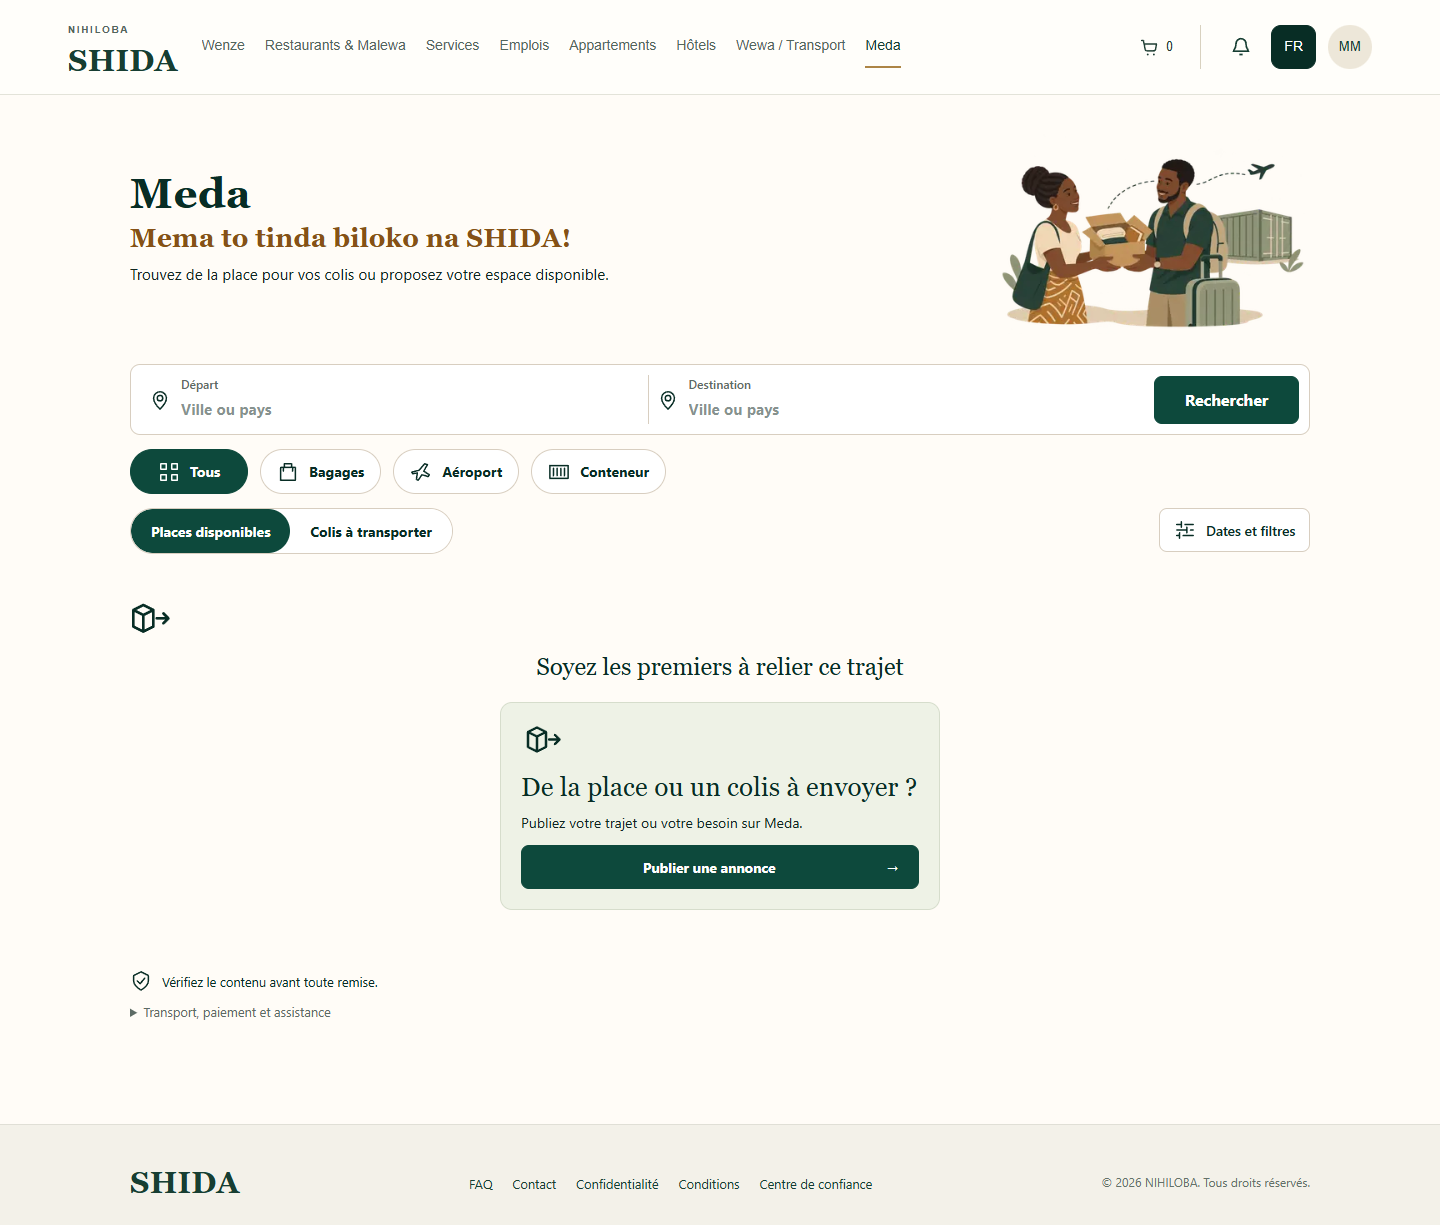 NIHILOBA
SHIDA
Wenze
Restaurants & Malewa
Services
Emplois
Appartements
Hôtels
Wewa / Transport
Meda
0
FR
MM
Meda
Mema to tinda biloko na SHIDA!
Trouvez de la place pour vos colis ou proposez votre espace disponible.
Départ
Ville ou pays
Destination
Ville ou pays
Rechercher
Tous
Bagages
Aéroport
Conteneur
Places disponibles
Colis à transporter
Dates et filtres
Soyez les premiers à relier ce trajet
De la place ou un colis à envoyer ?
Publiez votre trajet ou votre besoin sur Meda.
Publier une annonce →
Vérifiez le contenu avant toute remise.
Transport, paiement et assistance
SHIDA
FAQ
Contact
Confidentialité
Conditions
Centre de confiance
© 2026 NIHILOBA. Tous droits réservés.